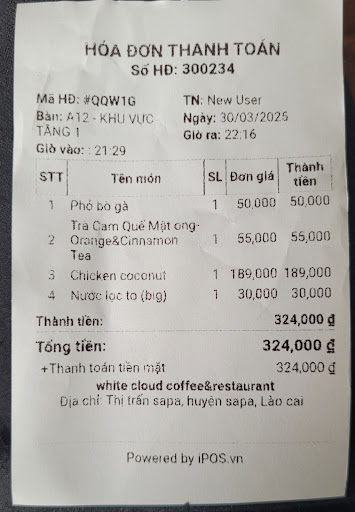 HÓA ĐƠN THANH TOÁN
Số HĐ: 300234
Mã HĐ: #QQW1G TN: New User
Bàn: A12 - KHU VỰC Ngày: 30/03/2025
TẦNG 1 Giờ ra: 22:16
Giờ vào: : 21:29
STT Tên món SL Đơn giá Thành tiền
1 Phở bò gà 1 50,000 50,000
Trà Cam Quế Mật ong-
2 Orange&Cinnamon 1 55,000 55,000
Tea
3 Chicken coconut 1 189,000 189,000
4 Nước lọc to (big) 1 30,000 30,000
Thành tiền: 324,000 ₫
Tổng tiền: 324,000 ₫
+Thanh toán tiền mặt 324,000 ₫
white cloud coffee&restaurant
Địa chỉ: Thị trấn sapa, huyện sapa, Lào cai
Powered by iPOS.vn